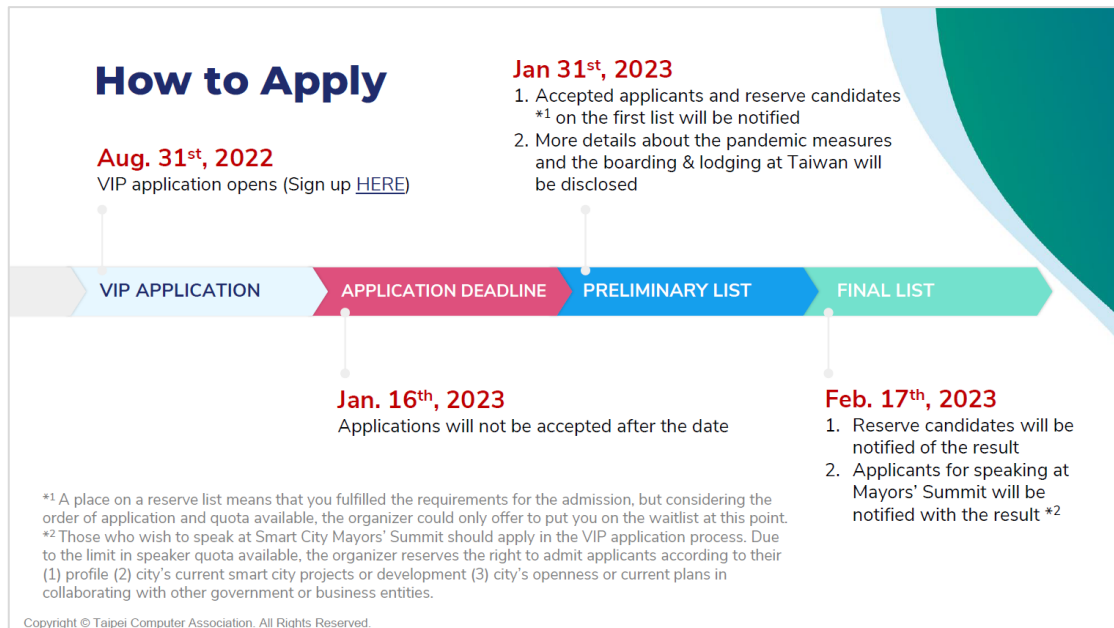 How to Apply
Aug. 31st, 2022
VIP application opens (Sign up HERE)
Jan 31st, 2023
1. Accepted applicants and reserve candidates
*1 on the first list will be notified
2. More details about the pandemic measures
and the boarding & lodging at Taiwan will
be disclosed
VIP APPLICATION
APPLICATION DEADLINE
PRELIMINARY LIST
FINAL LIST
Jan. 16th, 2023
Applications will not be accepted after the date
Feb. 17th, 2023
1. Reserve candidates will be
notified of the result
2. Applicants for speaking at
Mayors’ Summit will be
notified with the result *2
*1 A place on a reserve list means that you fulfilled the requirements for the admission, but considering the
order of application and quota available, the organizer could only offer to put you on the waitlist at this point.
*2 Those who wish to speak at Smart City Mayors’ Summit should apply in the VIP application process. Due
to the limit in speaker quota available, the organizer reserves the right to admit applicants according to their
(1) profile (2) city’s current smart city projects or development (3) city’s openness or current plans in
collaborating with other government or business entities.
Copyright © Taipei Computer Association. All Rights Reserved.